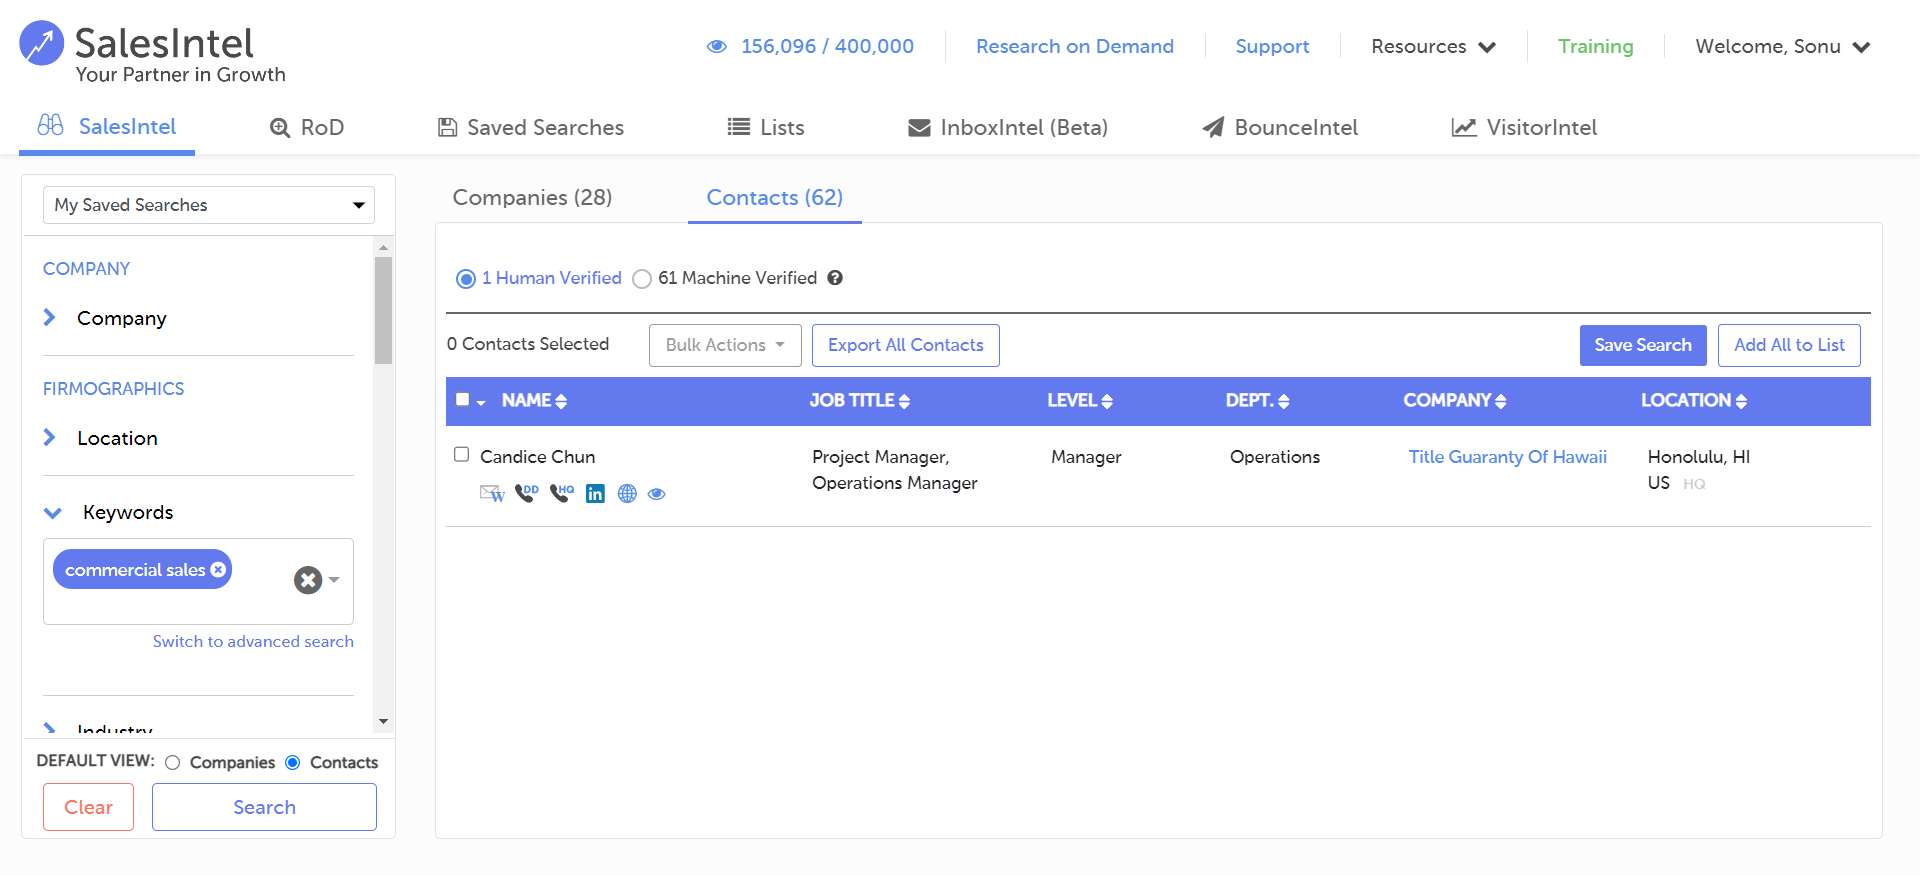 SalesIntel
Your Partner in Growth
156,096 / 400,000
Research on Demand
Support
Resources
Training
Welcome, Sonu
SalesIntel
RoD
Saved Searches
Lists
InboxIntel (Beta)
BounceIntel
VisitorIntel
My Saved Searches
COMPANY
Company
FIRMOGRAPHICS
Location
Keywords
commercial sales
Switch to advanced search
Industry
DEFAULT VIEW: Companies Contacts
Clear
Search
Companies (28)
Contacts (62)
1 Human Verified
61 Machine Verified
0 Contacts Selected
Bulk Actions
Export All Contacts
Save Search
Add All to List
NAME JOB TITLE LEVEL DEPT. COMPANY LOCATION
Candice Chun
W DD HQ in
Project Manager,
Operations Manager
Manager
Operations
Title Guaranty Of Hawaii
Honolulu, HI
US HQ